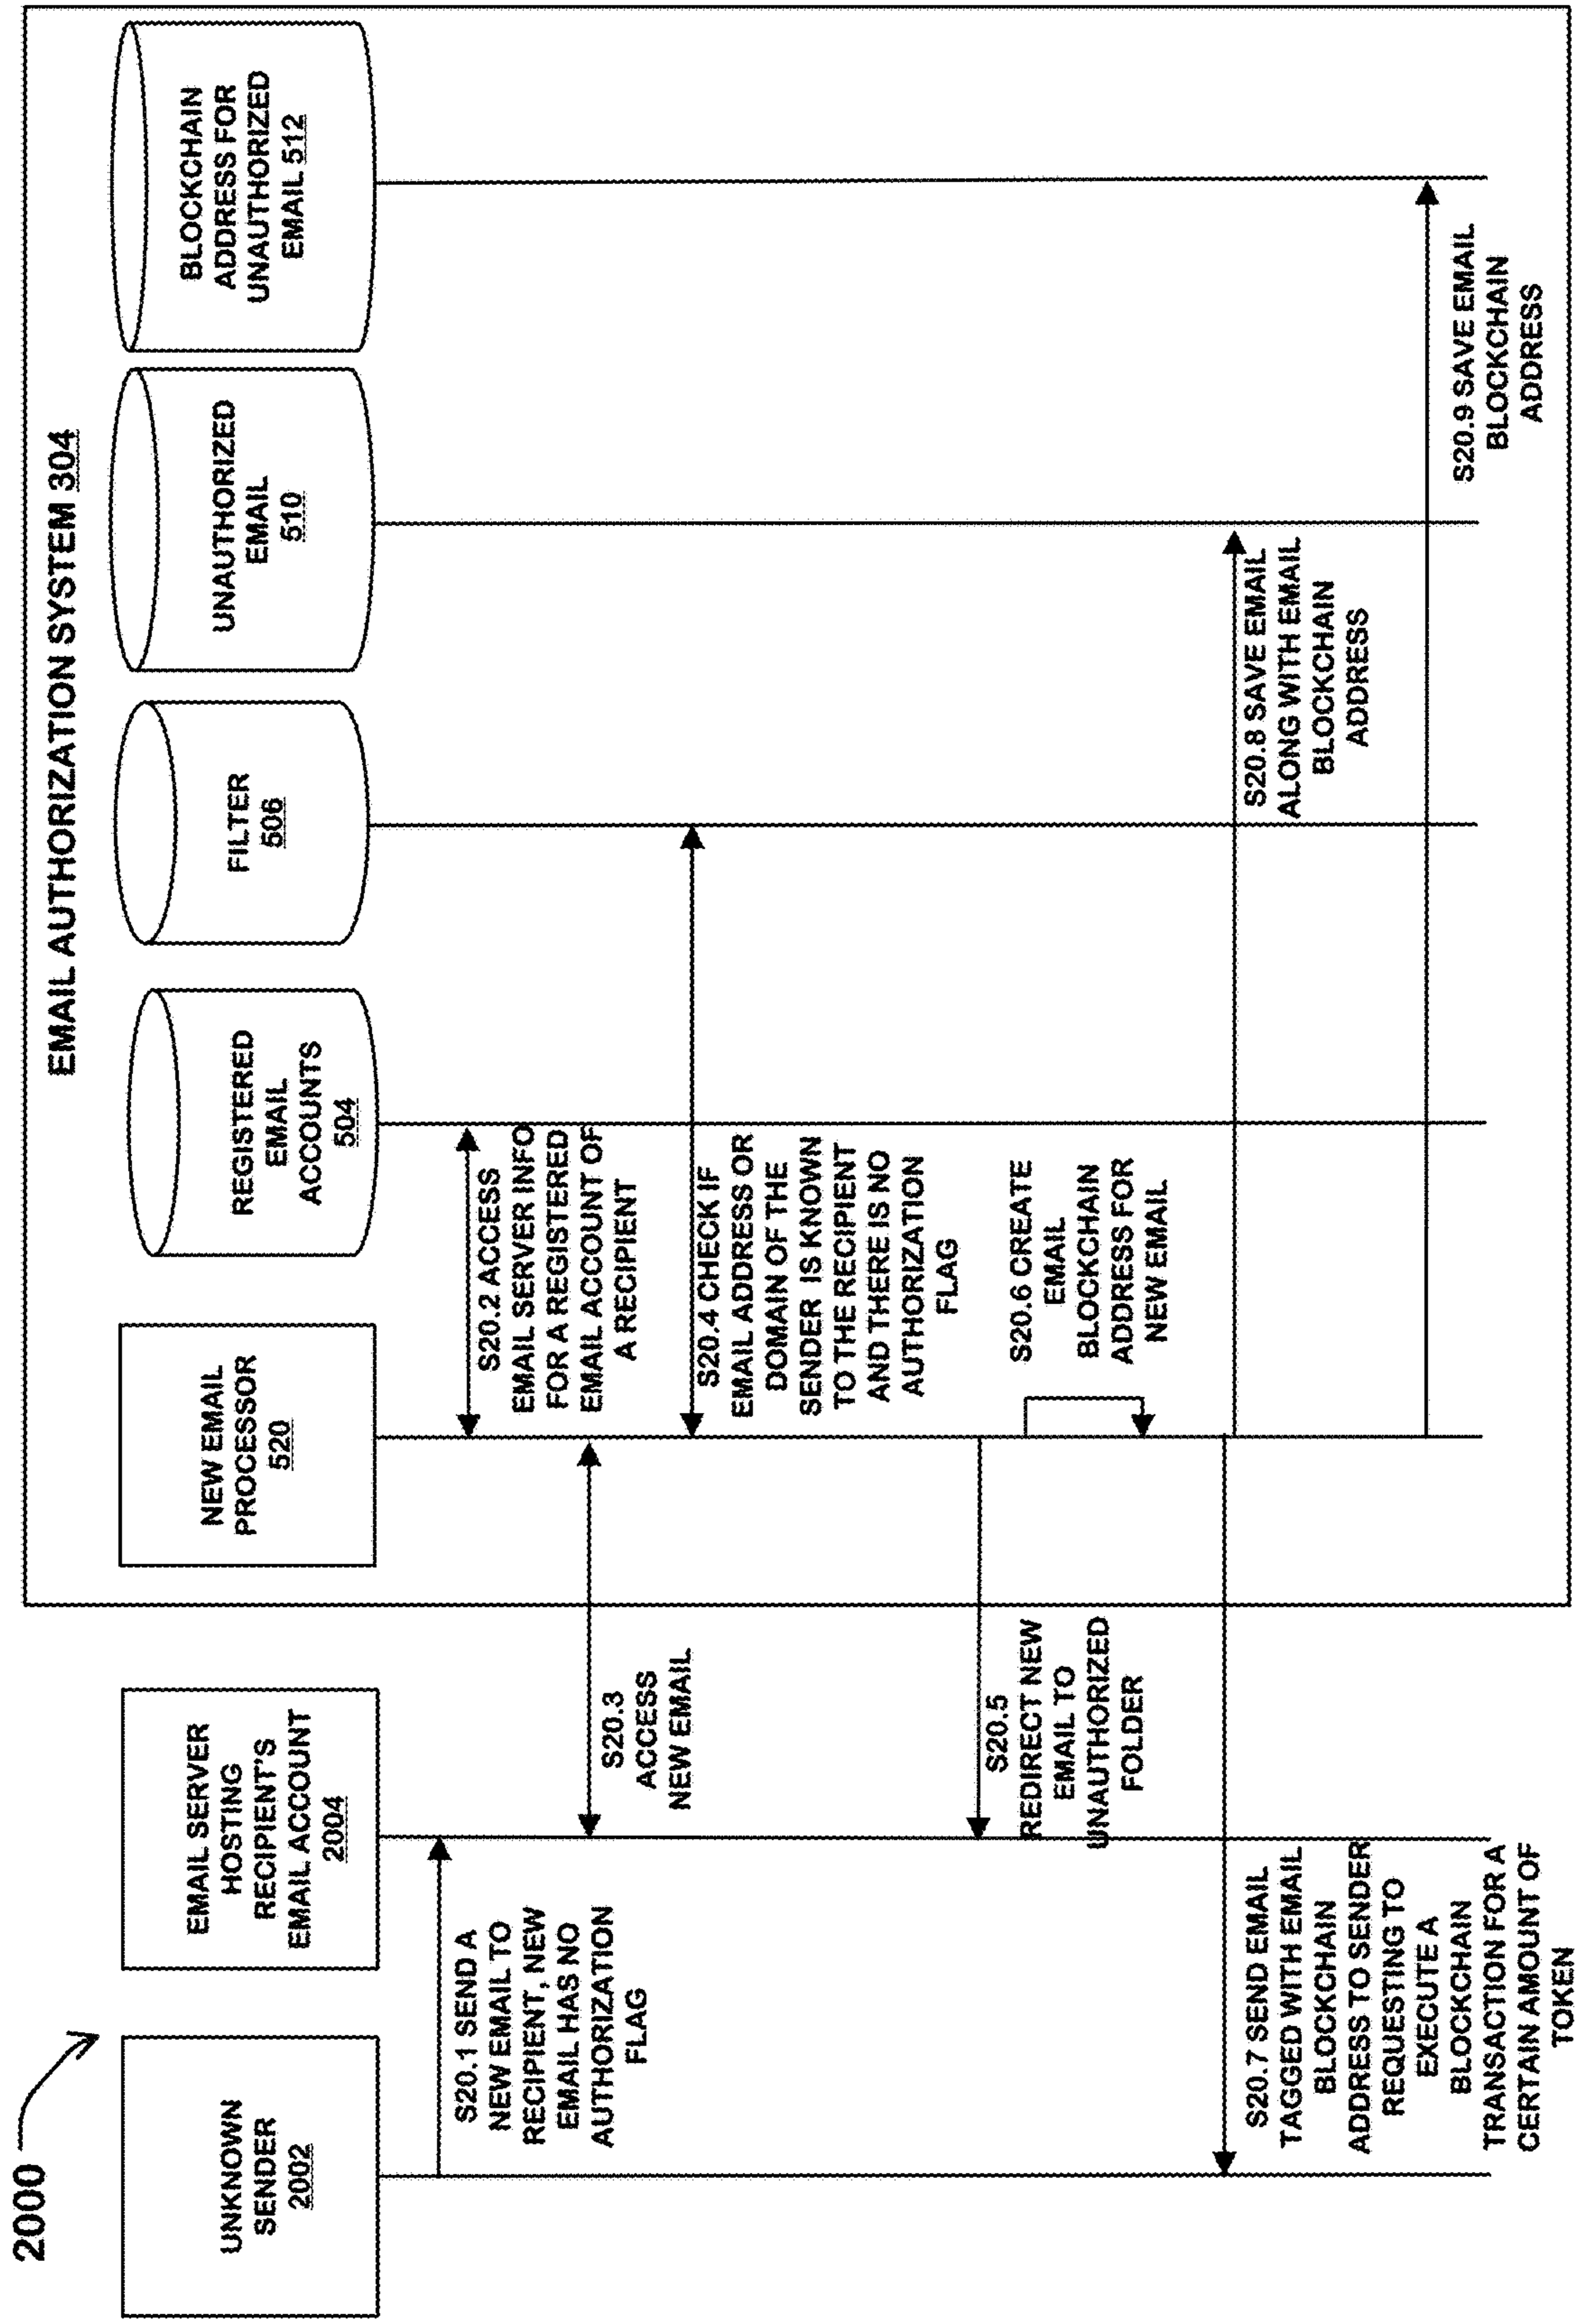 2000
EMAIL AUTHORIZATION SYSTEM 304
UNKNOWN
SENDER
2002
EMAIL SERVER
HOSTING
RECIPIENT'S
EMAIL ACCOUNT
2004
NEW EMAIL
PROCESSOR
520
REGISTERED
EMAIL
ACCOUNTS
504
FILTER
506
UNAUTHORIZED
EMAIL
510
BLOCKCHAIN
ADDRESS FOR
UNAUTHORIZED
EMAIL 512
S20.1 SEND A
NEW EMAIL TO
RECIPIENT, NEW
EMAIL HAS NO
AUTHORIZATION
FLAG
S20.2 ACCESS
EMAIL SERVER INFO
FOR A REGISTERED
EMAIL ACCOUNT OF
A RECIPIENT
S20.3
ACCESS
NEW EMAIL
S20.4 CHECK IF
EMAIL ADDRESS OR
DOMAIN OF THE
SENDER IS KNOWN
TO THE RECIPIENT
AND THERE IS NO
AUTHORIZATION
FLAG
S20.5
REDIRECT NEW
EMAIL TO
UNAUTHORIZED
FOLDER
S20.6 CREATE
EMAIL
BLOCKCHAIN
ADDRESS FOR
NEW EMAIL
S20.7 SEND EMAIL
TAGGED WITH EMAIL
BLOCKCHAIN
ADDRESS TO SENDER
REQUESTING TO
EXECUTE A
BLOCKCHAIN
TRANSACTION FOR A
CERTAIN AMOUNT OF
TOKEN
S20.8 SAVE EMAIL
ALONG WITH EMAIL
BLOCKCHAIN
ADDRESS
S20.9 SAVE EMAIL
BLOCKCHAIN
ADDRESS